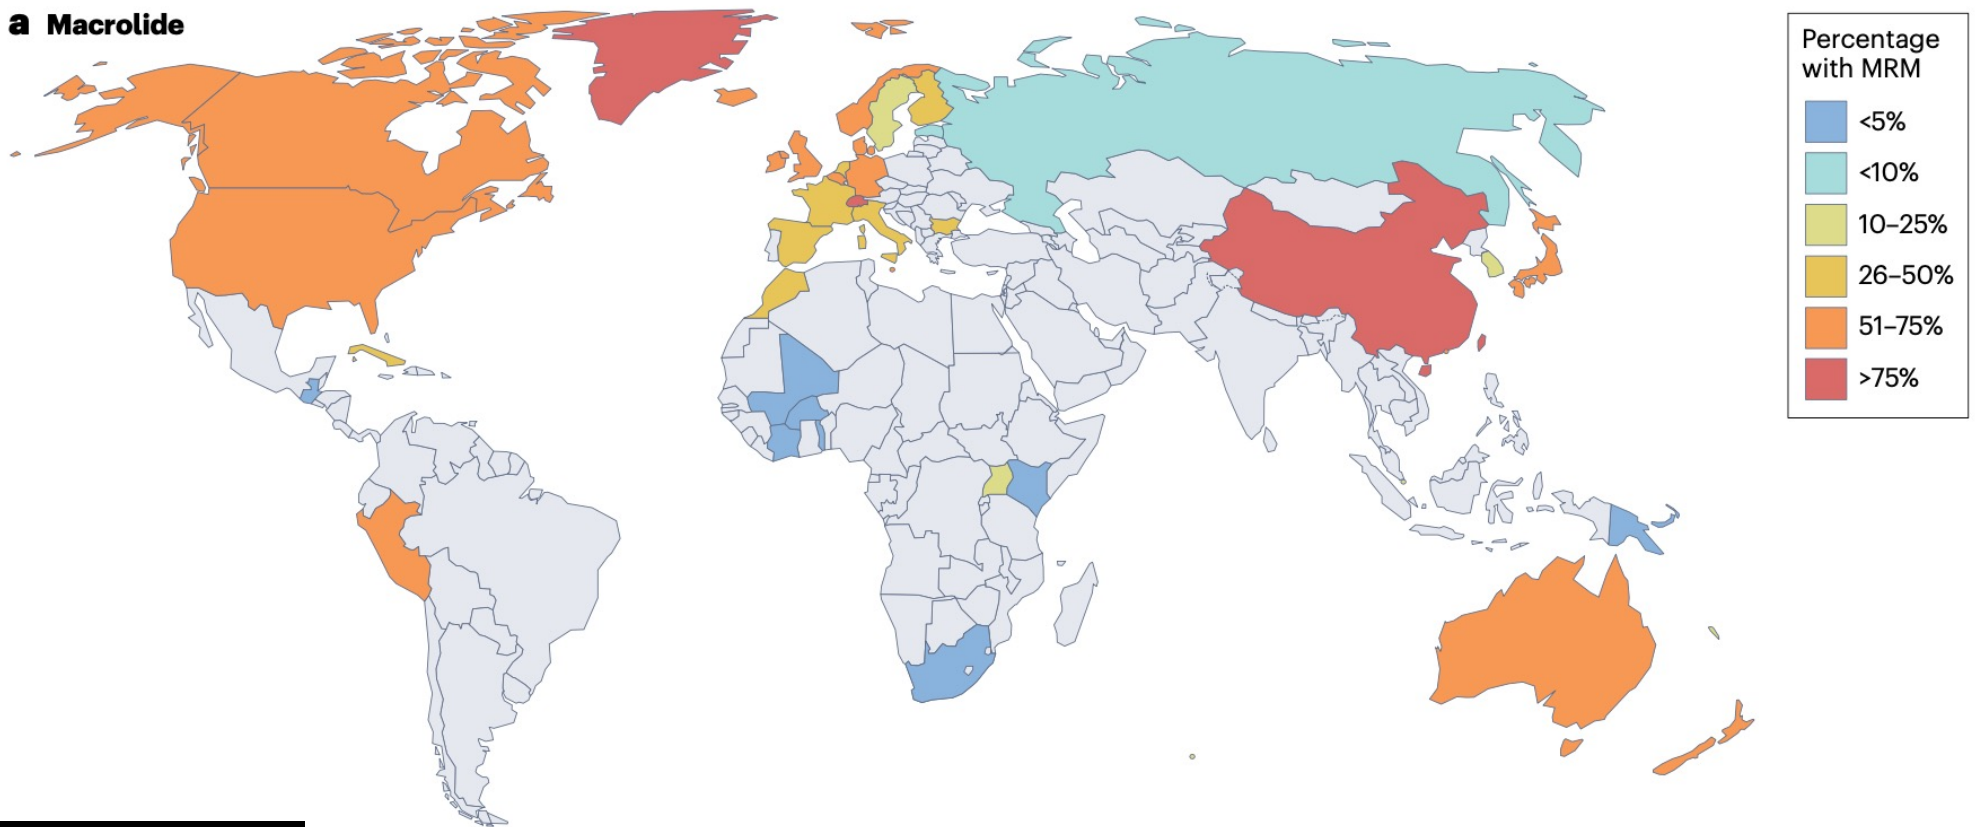 a Macrolide
Percentage
with MRM
<5%
<10%
10–25%
26–50%
51–75%
>75%